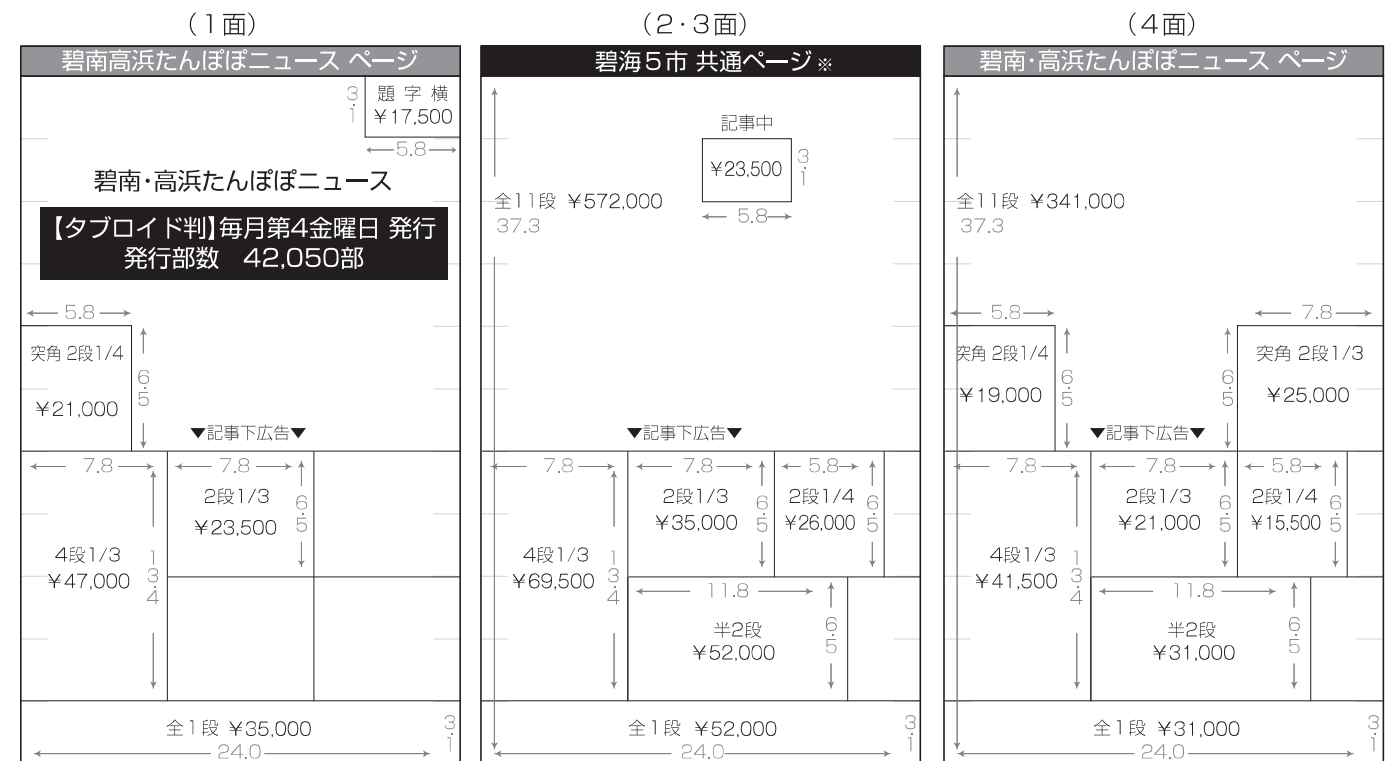 （１面）
碧南高浜たんぽぽニュース ページ
題 字 横
￥17,500
3.1
5.8
碧南・高浜たんぽぽニュース
【タブロイド判】毎月第4金曜日 発行
発行部数　42,050部
5.8
突角 2段1/4
￥21,000
6.5
▼記事下広告▼
7.8
4段1/3
￥47,000
13.4
7.8
2段1/3
￥23,500
6.5
全１段 ￥35,000
3.1
24.0
（２・３面）
碧海５市 共通ページ※
記事中
￥23,500
3.1
5.8
全11段 ￥572,000
37.3
▼記事下広告▼
7.8
4段1/3
￥69,500
13.4
7.8
2段1/3
￥35,000
6.5
5.8
2段1/4
￥26,000
6.5
11.8
半2段
￥52,000
6.5
全１段 ￥52,000
3.1
24.0
（４面）
碧南・高浜たんぽぽニュース ページ
全11段 ￥341,000
37.3
5.8
突角 2段1/4
￥19,000
6.5
7.8
突角 2段1/3
￥25,000
6.5
▼記事下広告▼
7.8
4段1/3
￥41,500
13.4
7.8
2段1/3
￥21,000
6.5
5.8
2段1/4
￥15,500
6.5
11.8
半2段
￥31,000
6.5
全１段 ￥31,000
3.1
24.0